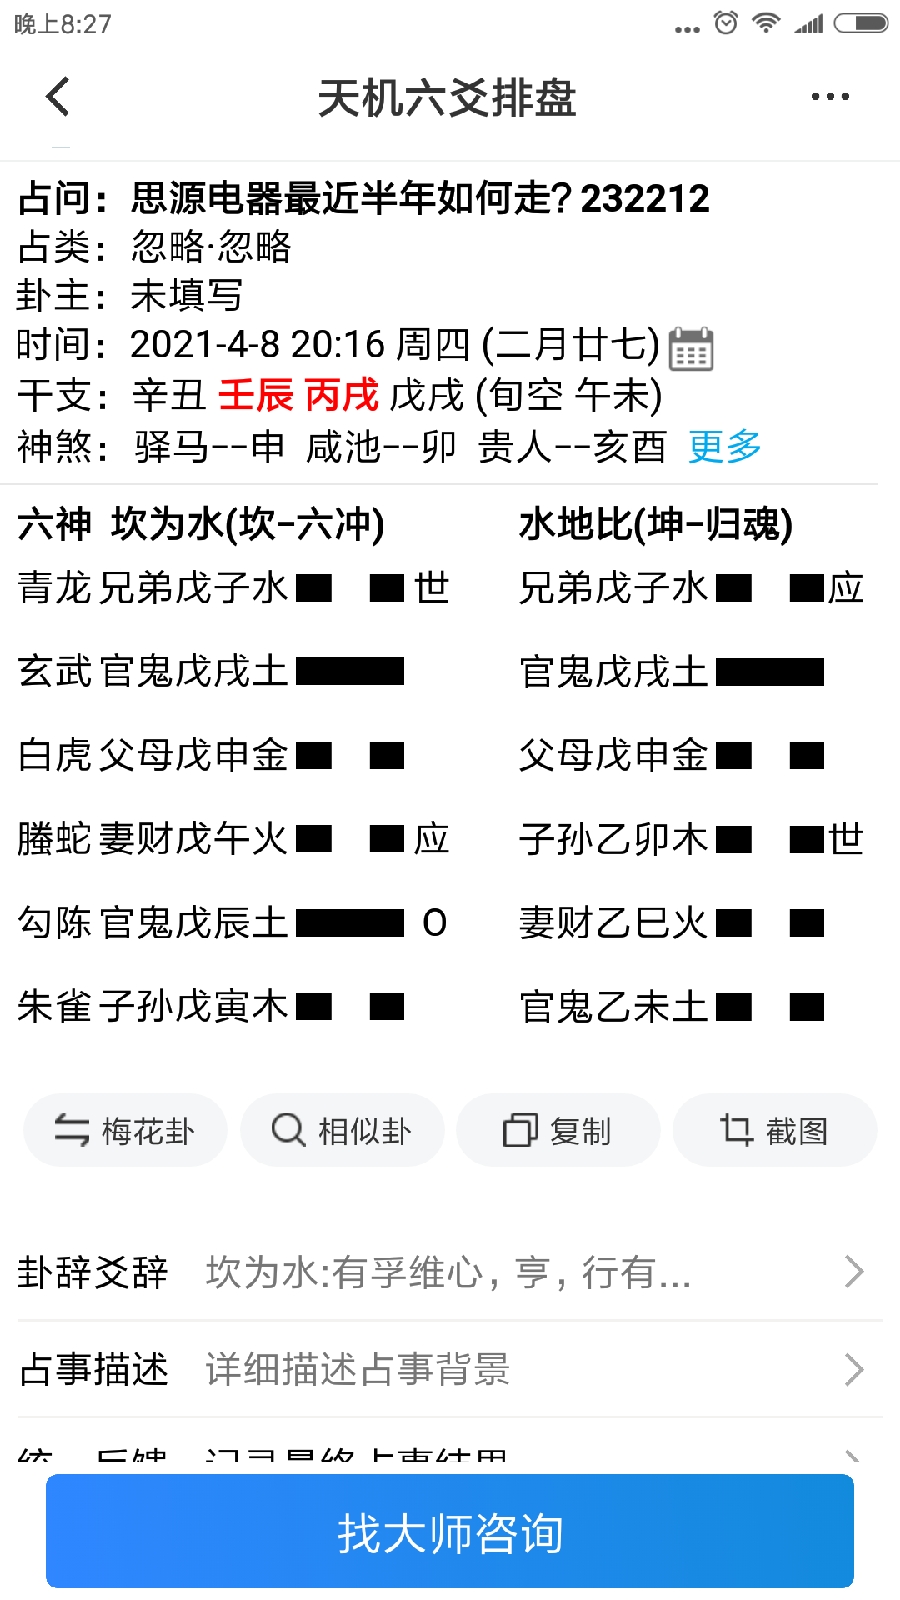 晚上8:27
天机六爻排盘
占问：思源电器最近半年如何走？232212
占类：忽略·忽略
卦主：未填写
时间：2021-4-8 20:16 周四 (二月廿七)
干支：辛丑 壬辰 丙戌 戊戌 (旬空 午未)
神煞：驿马--申 咸池--卯 贵人--亥酉 更多
六神 坎为水(坎-六冲) 水地比(坤-归魂)
青龙 兄弟戊子水 世 兄弟戊子水 应
玄武 官鬼戊戌土 官鬼戊戌土
白虎 父母戊申金 父母戊申金
螣蛇 妻财戊午火 应 子孙乙卯木 世
勾陈 官鬼戊辰土 O 妻财乙巳火
朱雀 子孙戊寅木 官鬼乙未土
梅花卦 相似卦 复制 截图
卦辞爻辞 坎为水:有孚维心，亨，行有...
占事描述 详细描述占事背景
记录最终占事结果
找大师咨询